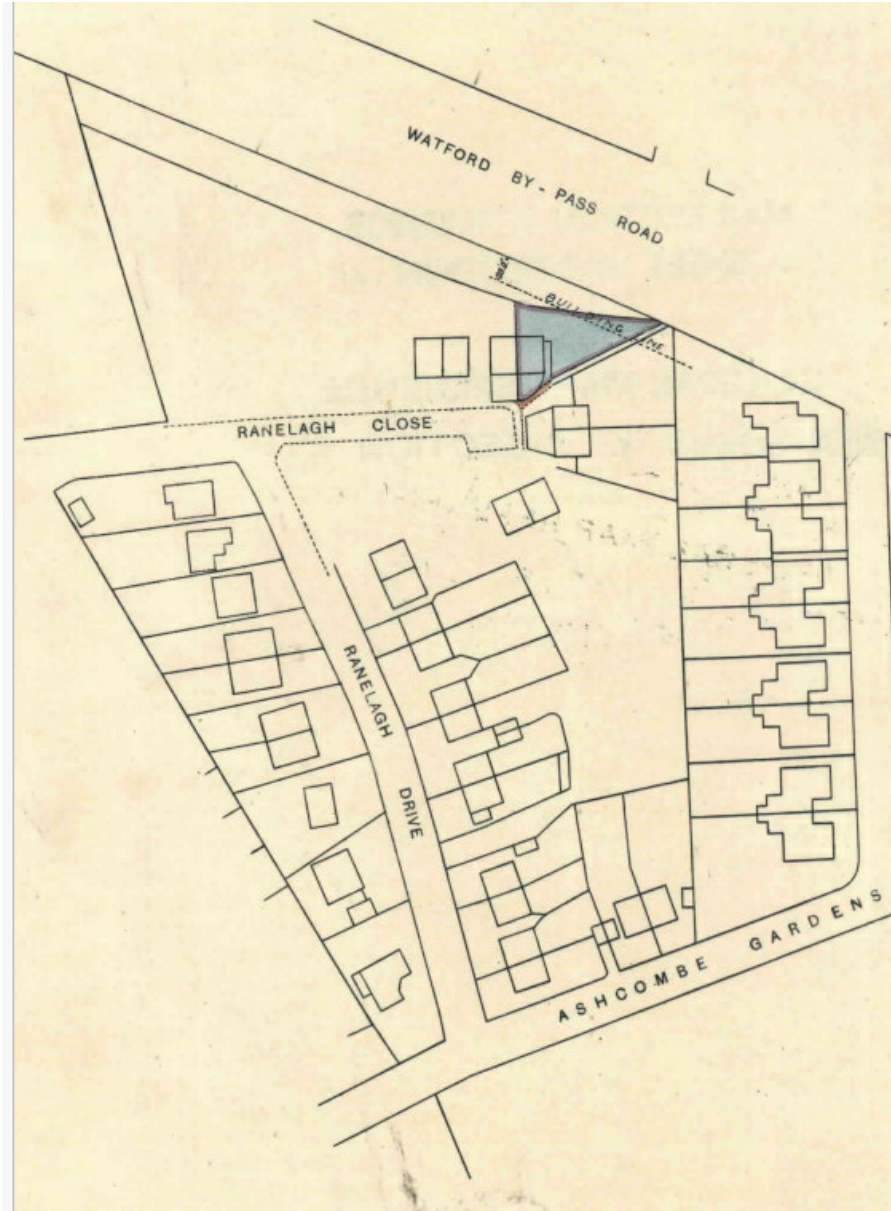 WATFORD BY-PASS ROAD
BUILDING LINE
RANELAGH CLOSE
RANELAGH DRIVE
ASHCOMBE GARDENS